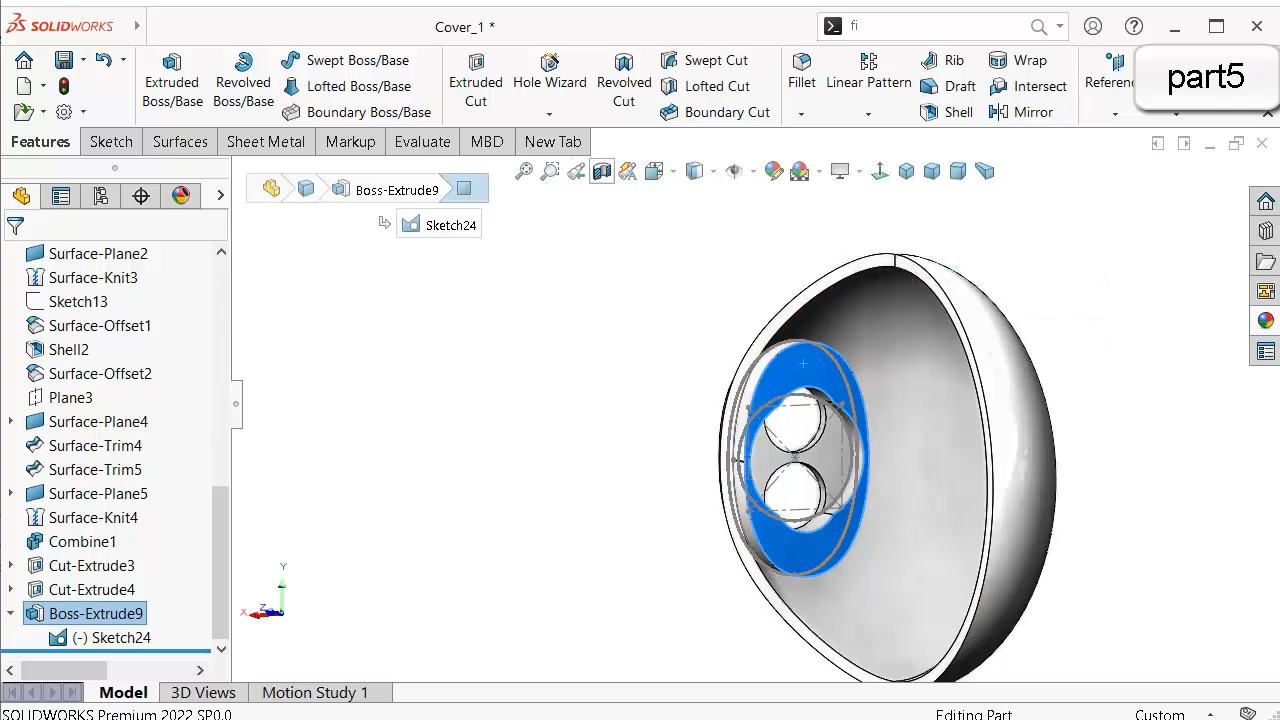 SOLIDWORKS
Cover_1 *
fi
part5
Extruded Boss/Base
Revolved Boss/Base
Swept Boss/Base
Lofted Boss/Base
Boundary Boss/Base
Extruded Cut
Hole Wizard
Revolved Cut
Swept Cut
Lofted Cut
Boundary Cut
Fillet
Linear Pattern
Rib
Draft
Shell
Wrap
Intersect
Mirror
Features
Sketch
Surfaces
Sheet Metal
Markup
Evaluate
MBD
New Tab
Boss-Extrude9
Sketch24
Surface-Plane2
Surface-Knit3
Sketch13
Surface-Offset1
Shell2
Surface-Offset2
Plane3
Surface-Plane4
Surface-Trim4
Surface-Trim5
Surface-Plane5
Surface-Knit4
Combine1
Cut-Extrude3
Cut-Extrude4
Boss-Extrude9
(-) Sketch24
Y
X
Z
Model
3D Views
Motion Study 1
SOLIDWORKS Premium 2022 SP0.0
Editing Part
Custom